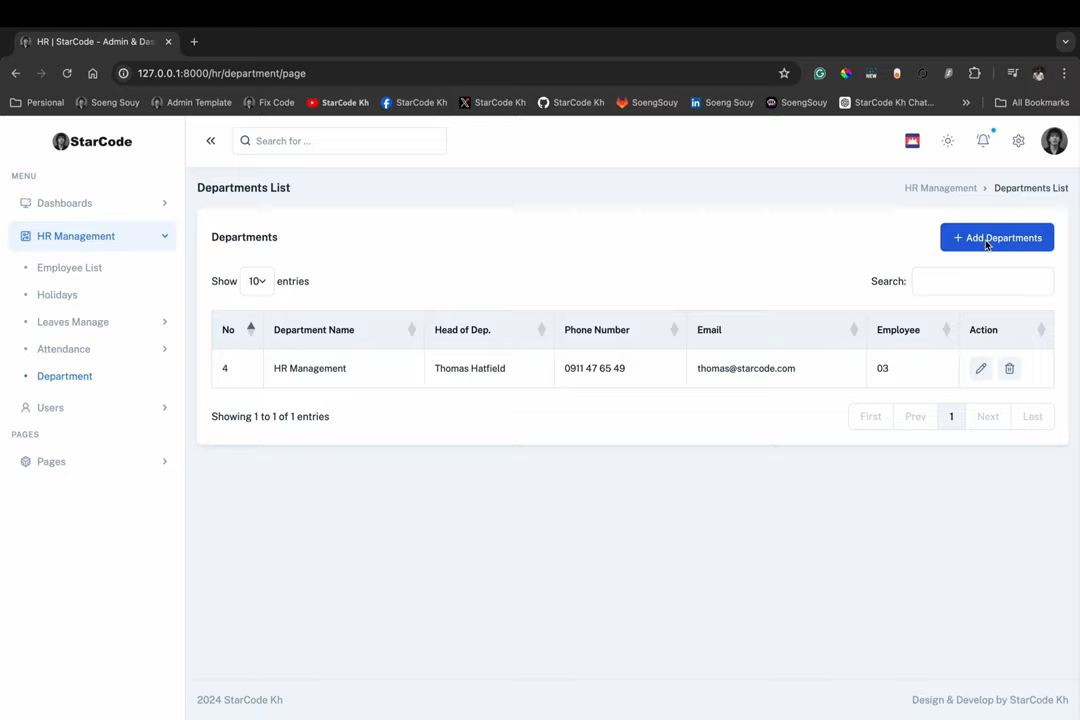 HR | StarCode - Admin & Das
127.0.0.1:8000/hr/department/page
NEW
Personal Soeng Souy Admin Template Fix Code StarCode Kh StarCode Kh StarCode Kh StarCode Kh SoengSouy Soeng Souy SoengSouy StarCode Kh Chat... All Bookmarks
StarCode
Search for ...
MENU
Dashboards
HR Management
Employee List
Holidays
Leaves Manage
Attendance
Department
Users
PAGES
Pages
Departments List
HR Management Departments List
Departments
+ Add Departments
Show 10 entries
Search:
No Department Name Head of Dep. Phone Number Email Employee Action
4 HR Management Thomas Hatfield 0911 47 65 49 thomas@starcode.com 03
Showing 1 to 1 of 1 entries
First Prev 1 Next Last
2024 StarCode Kh
Design & Develop by StarCode Kh